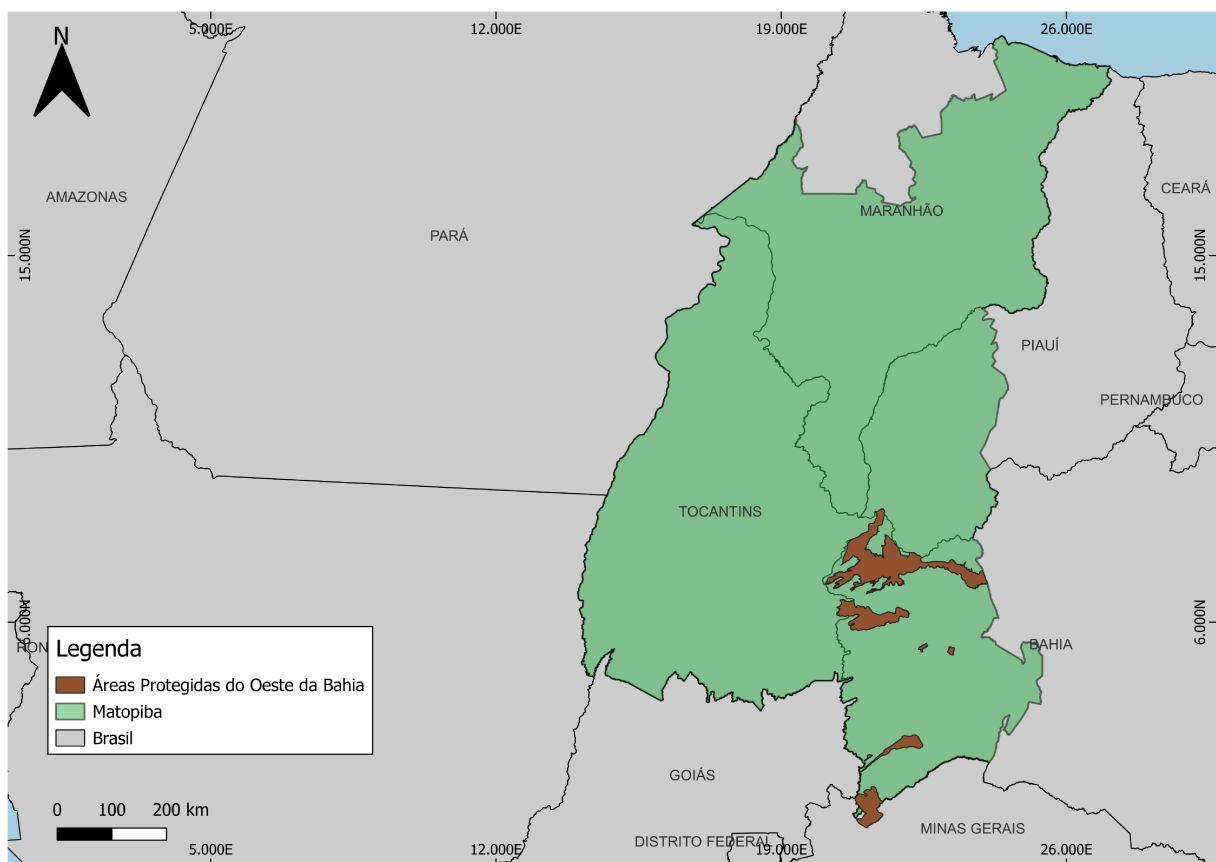 5.000E
12.000E
19.000E
26.000E
N
AMAZONAS
CEARÁ
MARANHÃO
PARÁ
15.000N
15.000N
PIAUÍ
PERNAMBUCO
TOCANTINS
6.000N
6.000N
RON
BAHIA
Legenda
Áreas Protegidas do Oeste da Bahia
Matopiba
Brasil
GOIÁS
0 100 200 km
MINAS GERAIS
DISTRITO FEDERAL
5.000E
12.000E
19.000E
26.000E